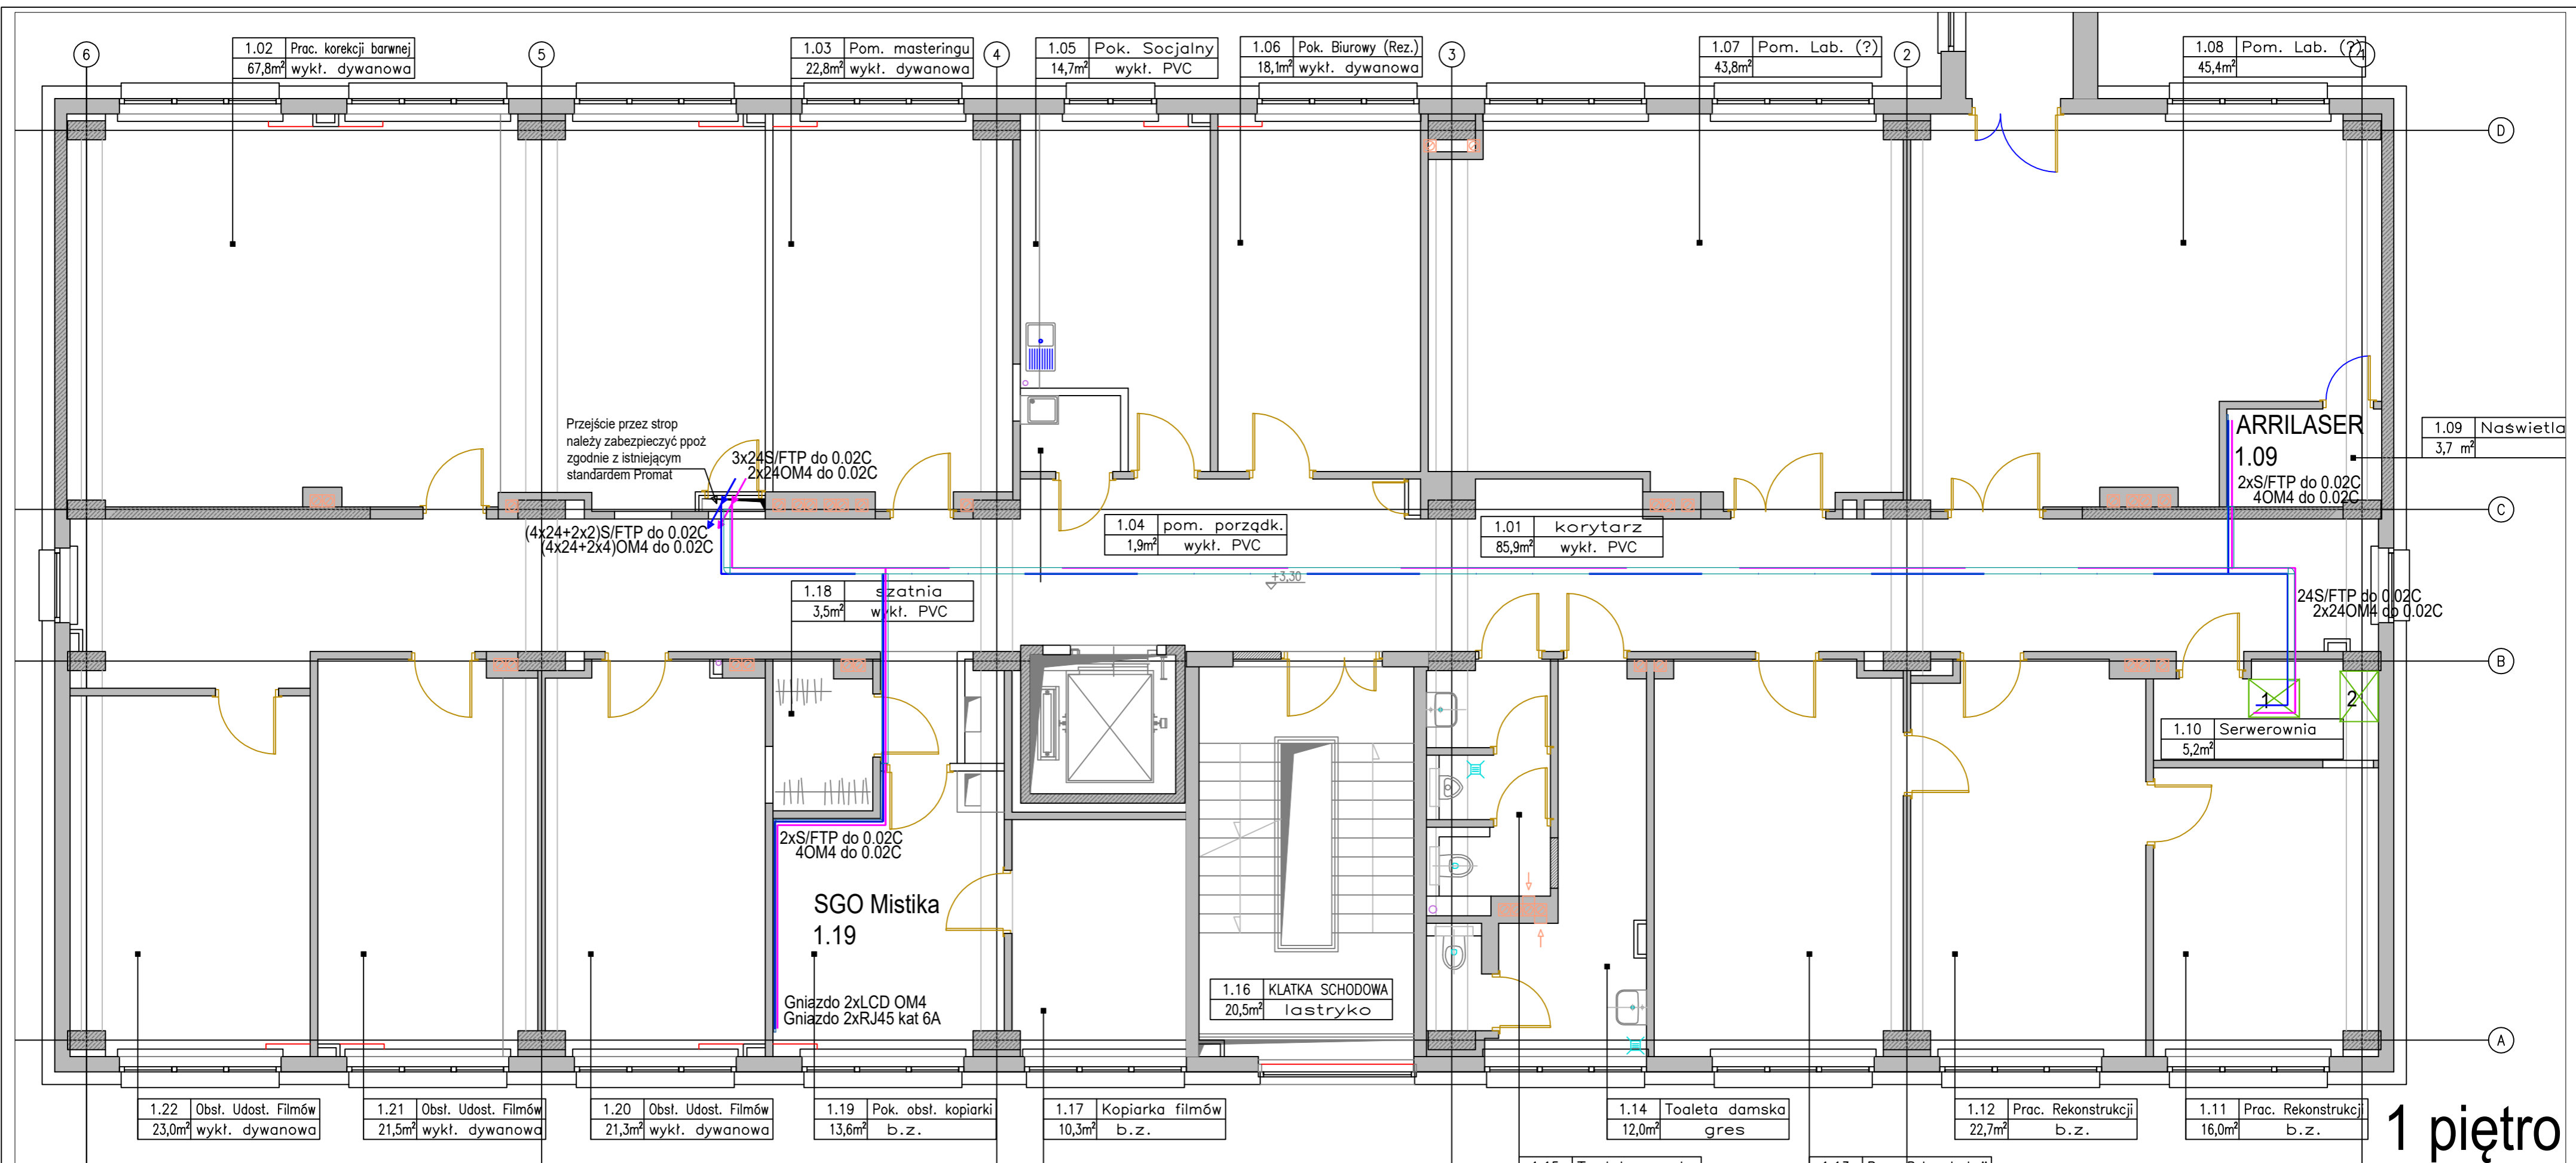 6
5
4
3
2
1
1.02 Prac. korekcji barwnej
67,8m² wykł. dywanowa
1.03 Pom. masteringu
22,8m² wykł. dywanowa
1.05 Pok. Socjalny
14,7m² wykł. PVC
1.06 Pok. Biurowy (Rez.)
18,1m² wykł. dywanowa
1.07 Pom. Lab. (?)
43,8m²
1.08 Pom. Lab. (?)
45,4m²
D
Przejście przez strop
należy zabezpieczyć ppoż
zgodnie z istniejącym
standardem Promat
3x24S/FTP do 0.02C
2x24OM4 do 0.02C
(4x24+2x2)S/FTP do 0.02C
(4x24+2x4)OM4 do 0.02C
ARRILASER
1.09
2xS/FTP do 0.02C
4OM4 do 0.02C
1.09 Naświetla
3,7 m²
C
1.04 pom. porządk.
1,9m² wykł. PVC
1.01 korytarz
85,9m² wykł. PVC
+3,30
1.18 szatnia
3,5m² wykł. PVC
24S/FTP do 0.02C
2x24OM4 do 0.02C
B
1
2
1.10 Serwerownia
5,2m²
2xS/FTP do 0.02C
4OM4 do 0.02C
SGO Mistika
1.19
Gniazdo 2xLCD OM4
Gniazdo 2xRJ45 kat 6A
1.16 KLATKA SCHODOWA
20,5m² lastryko
A
1.22 Obsł. Udost. Filmów
23,0m² wykł. dywanowa
1.21 Obsł. Udost. Filmów
21,5m² wykł. dywanowa
1.20 Obsł. Udost. Filmów
21,3m² wykł. dywanowa
1.19 Pok. obsł. kopiarki
13,6m² b.z.
1.17 Kopiarka filmów
10,3m² b.z.
1.14 Toaleta damska
12,0m² gres
1.12 Prac. Rekonstrukcji
22,7m² b.z.
1.11 Prac. Rekonstrukcji
16,0m² b.z.
1 piętro